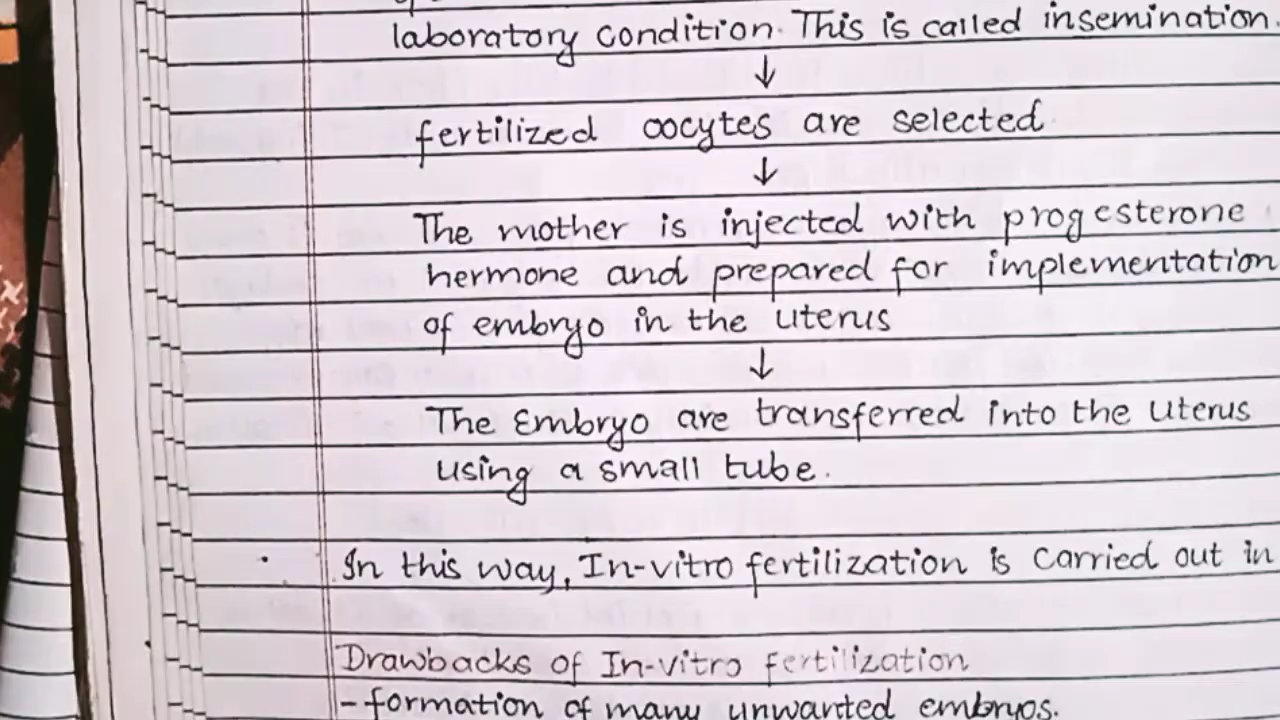 laboratory condition. This is called insemination.
↓
fertilized oocytes are selected.
↓
The mother is injected with progesterone
hermone and prepared for implementation
of embryo in the uterus
↓
The Embryo are transferred into the uterus
using a small tube.
In this way, In-vitro fertilization is carried out in
Drawbacks of In-vitro fertilization
- formation of many unwanted embryos.